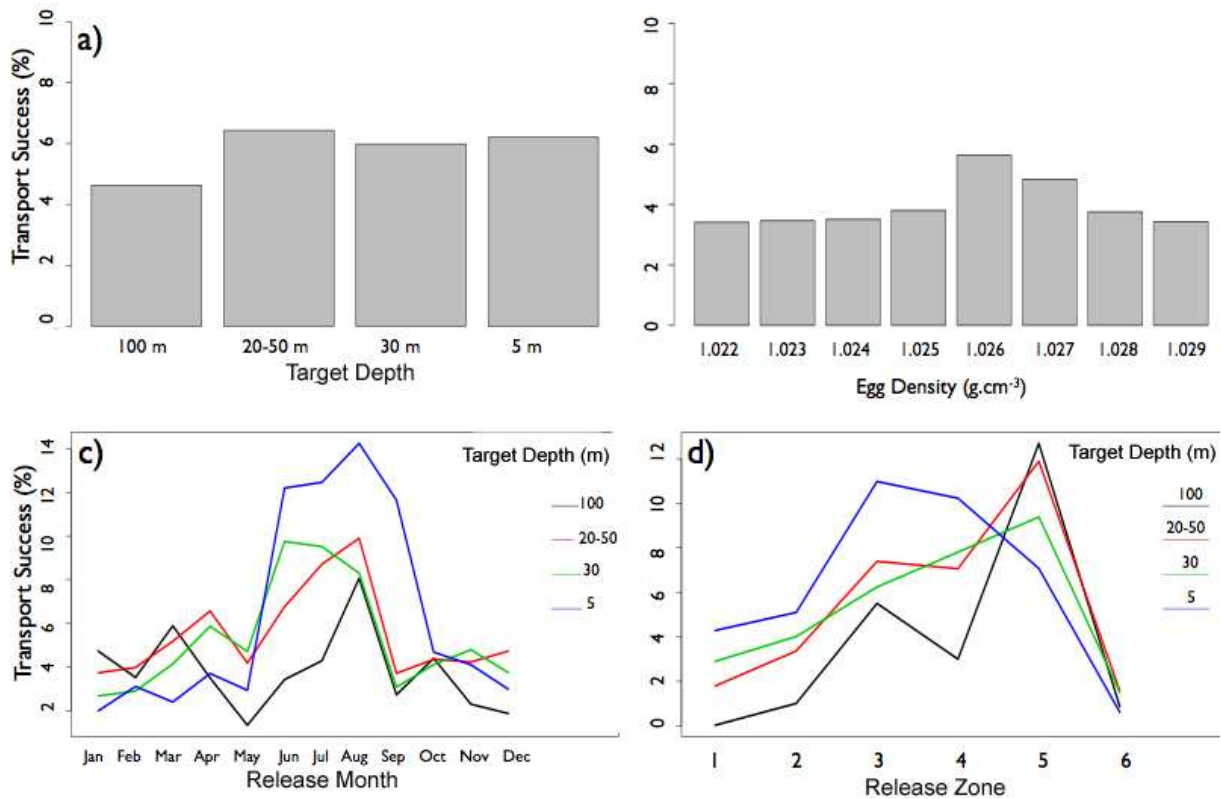 a)
Transport Success (%)
10
8
6
4
2
0
100 m 20-50 m 30 m 5 m
Target Depth
10
8
6
4
2
0
1.022 1.023 1.024 1.025 1.026 1.027 1.028 1.029
Egg Density (g.cm-3)
c)
Transport Success (%)
14
12
10
8
6
4
2
Target Depth (m)
100
20-50
30
5
Jan Feb Mar Apr May Jun Jul Aug Sep Oct Nov Dec
Release Month
d)
12
10
8
6
4
2
0
Target Depth (m)
100
20-50
30
5
1 2 3 4 5 6
Release Zone